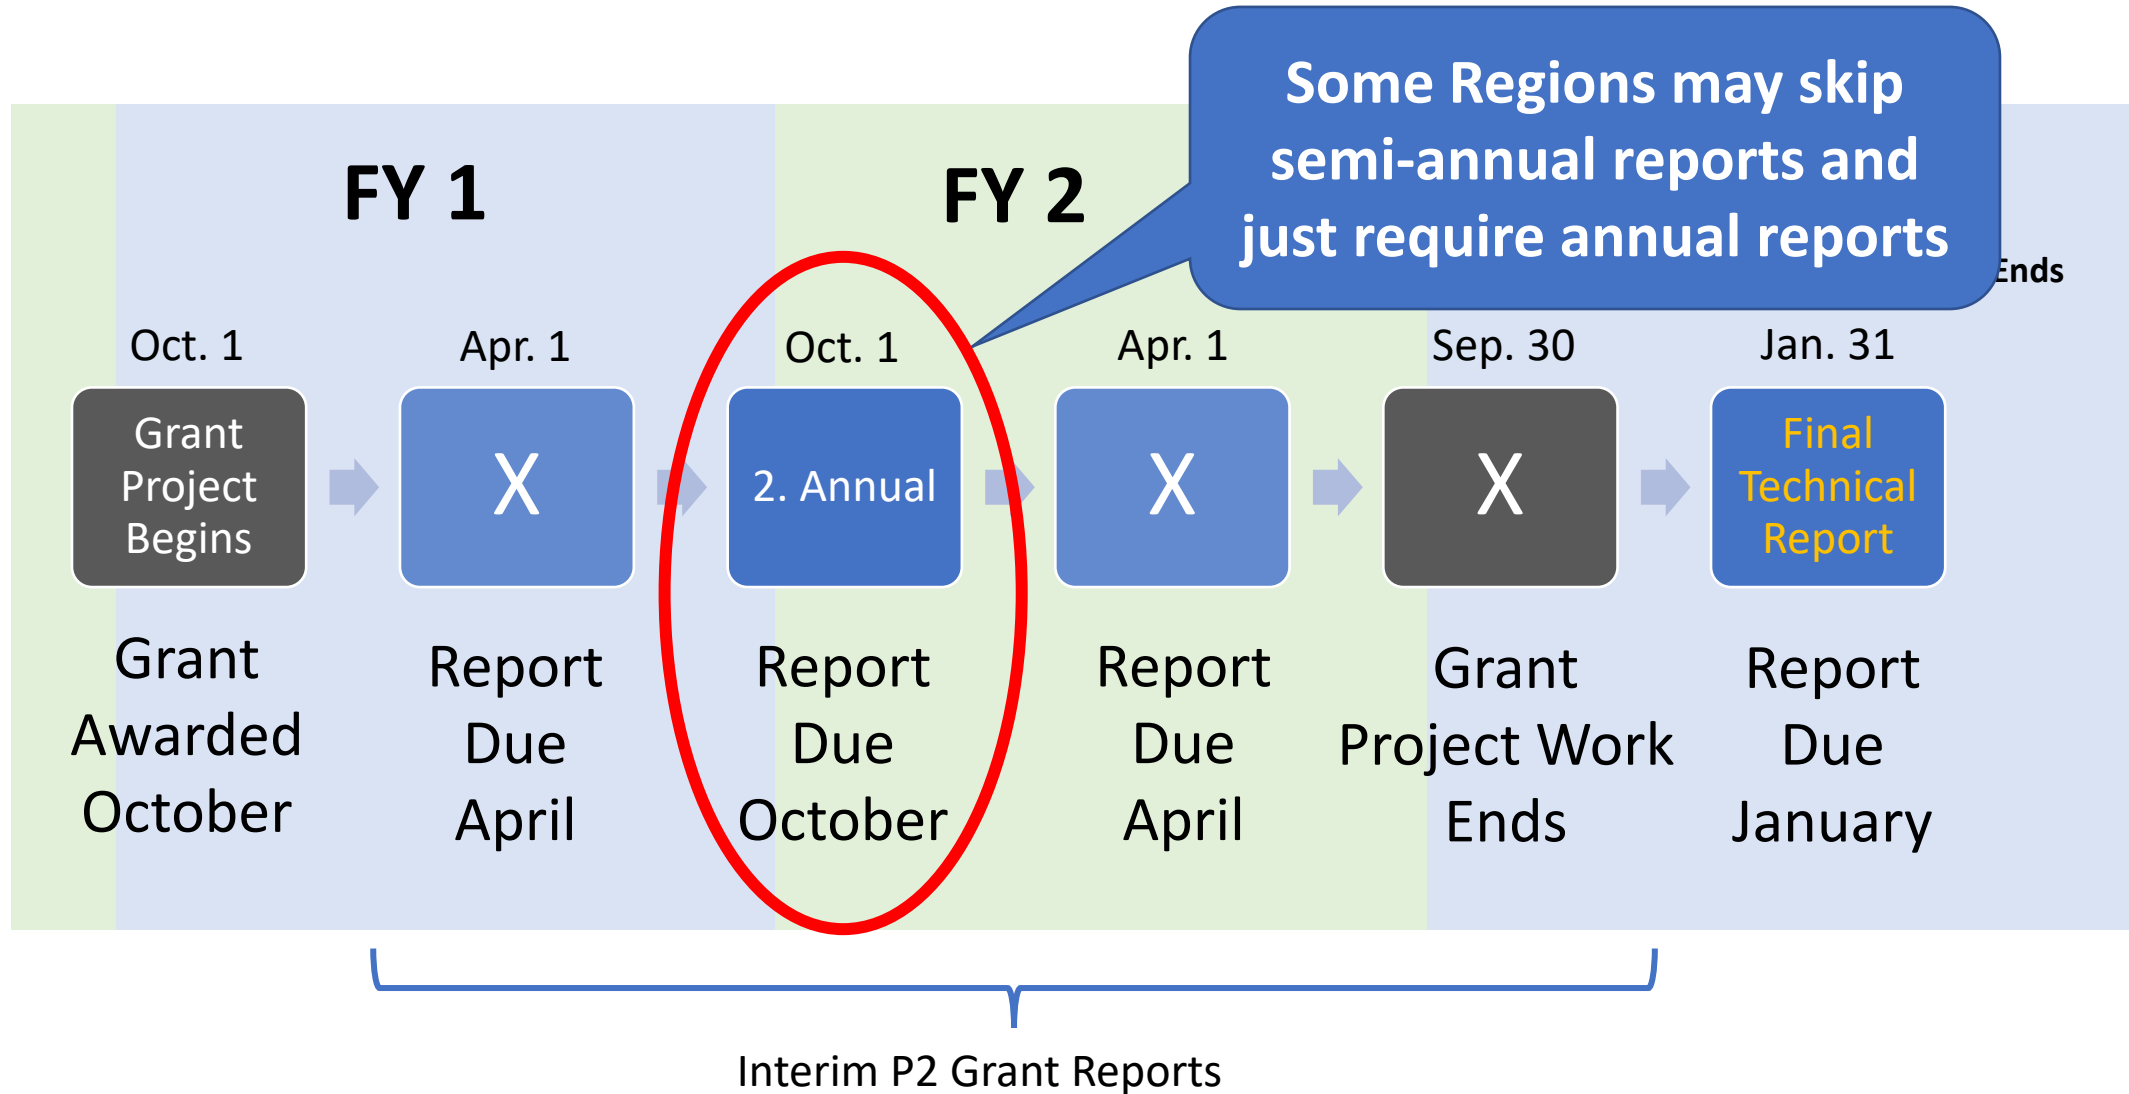 Some Regions may skip
semi-annual reports and
just require annual reports
FY 1
FY 2
Ends
Oct. 1
Apr. 1
Oct. 1
Apr. 1
Sep. 30
Jan. 31
Grant
Project
Begins
X
2. Annual
X
X
Final
Technical
Report
Grant
Awarded
October
Report
Due
April
Report
Due
October
Report
Due
April
Grant
Project Work
Ends
Report
Due
January
Interim P2 Grant Reports